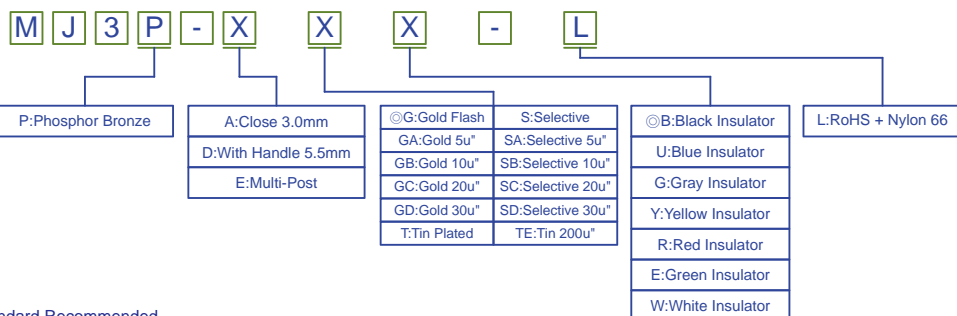 M J 3 P - X X X - L
P:Phosphor Bronze
A:Close 3.0mm
D:With Handle 5.5mm
E:Multi-Post
◎G:Gold Flash S:Selective
GA:Gold 5u" SA:Selective 5u"
GB:Gold 10u" SB:Selective 10u"
GC:Gold 20u" SC:Selective 20u"
GD:Gold 30u" SD:Selective 30u"
T:Tin Plated TE:Tin 200u"
◎B:Black Insulator
U:Blue Insulator
G:Gray Insulator
Y:Yellow Insulator
R:Red Insulator
E:Green Insulator
W:White Insulator
L:RoHS + Nylon 66
Recommended